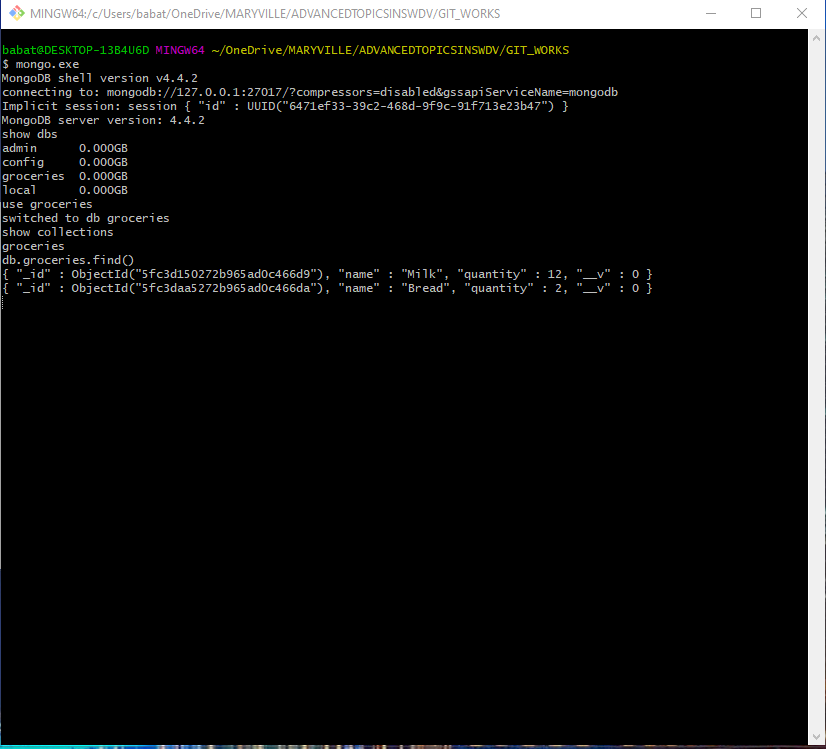 MINGW64:/c/Users/babat/OneDrive/MARYVILLE/ADVANCEDTOPICSINSWDV/GIT_WORKS
babat@DESKTOP-13B4U6D MINGW64 ~/OneDrive/MARYVILLE/ADVANCEDTOPICSINSWDV/GIT_WORKS
$ mongo.exe
MongoDB shell version v4.4.2
connecting to: mongodb://127.0.0.1:27017/?compressors=disabled&gssapiServiceName=mongodb
Implicit session: session { "id" : UUID("6471ef33-39c2-468d-9f9c-91f713e23b47") }
MongoDB server version: 4.4.2
show dbs
admin      0.000GB
config     0.000GB
groceries  0.000GB
local      0.000GB
use groceries
switched to db groceries
show collections
groceries
db.groceries.find()
{ "_id" : ObjectId("5fc3d150272b965ad0c466d9"), "name" : "Milk", "quantity" : 12, "__v" : 0 }
{ "_id" : ObjectId("5fc3daa5272b965ad0c466da"), "name" : "Bread", "quantity" : 2, "__v" : 0 }